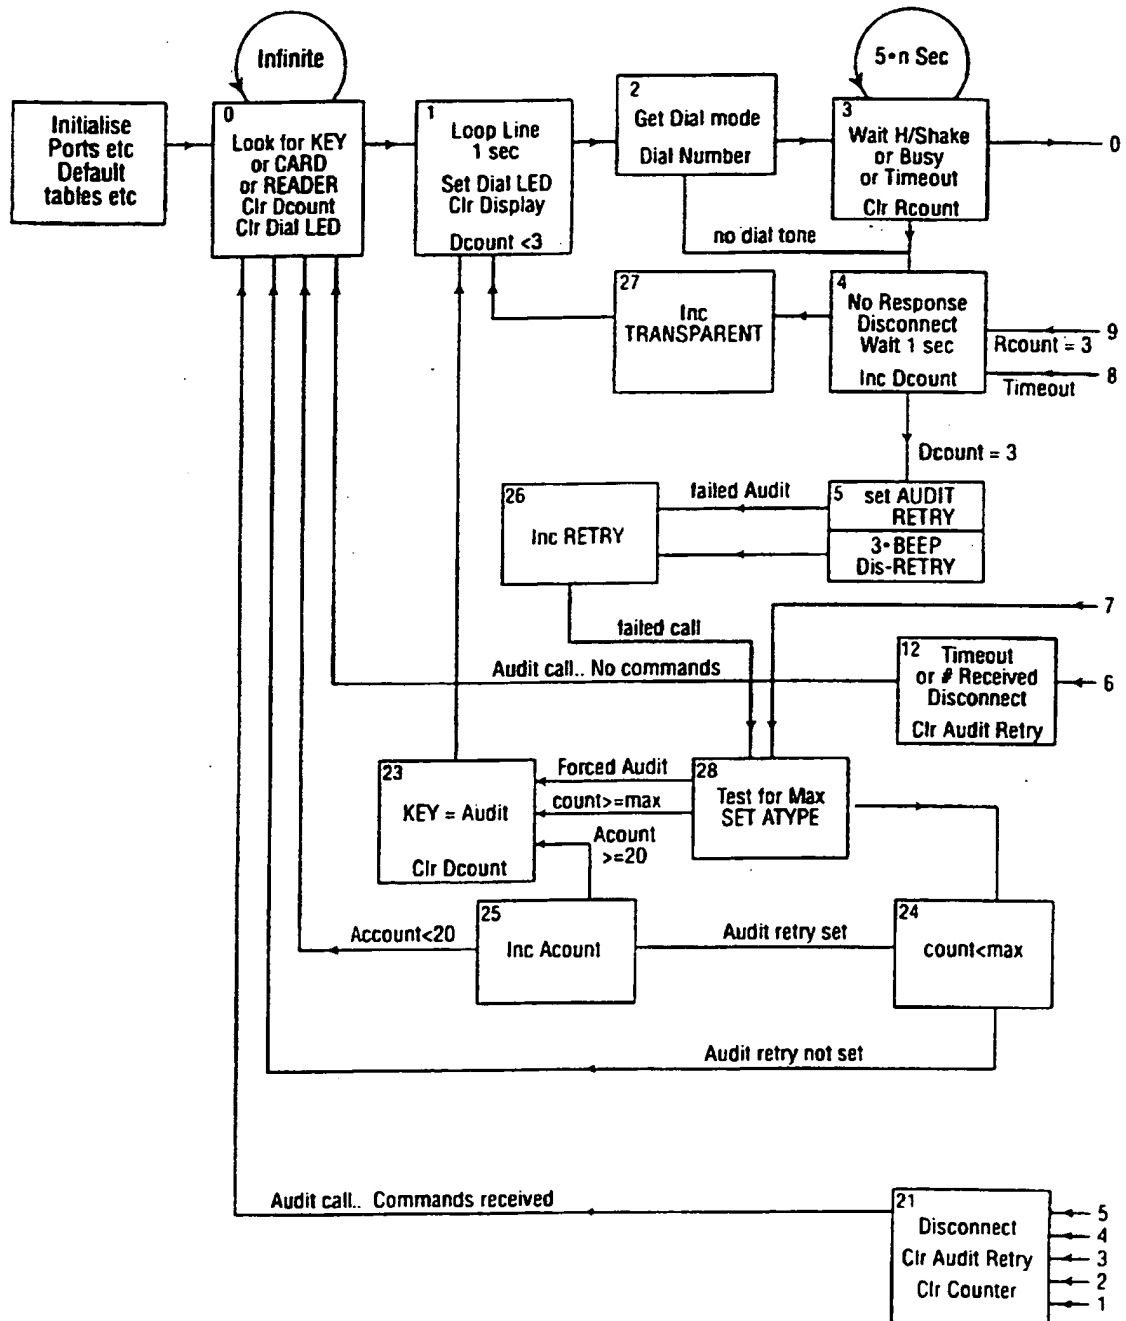 Infinite
5•n Sec
Initialise
Ports etc
Default
tables etc
0
Look for KEY
or CARD
or READER
Clr Dcount
Clr Dial LED
1
Loop Line
1 sec
Set Dial LED
Clr Display
Dcount <3
2
Get Dial mode
Dial Number
3
Wait H/Shake
or Busy
or Timeout
Clr Rcount
0
no dial tone
27
Inc
TRANSPARENT
4
No Response
Disconnect
Wait 1 sec
Inc Dcount
9
Rcount = 3
8
Timeout
Dcount = 3
26
Inc RETRY
failed Audit
5
set AUDIT
RETRY
3•BEEP
Dis-RETRY
7
failed call
Audit call.. No commands
12
Timeout
or # Received
Disconnect
Clr Audit Retry
6
23
KEY = Audit
Clr Dcount
Forced Audit
count>=max
Acount
>=20
28
Test for Max
SET ATYPE
Account<20
25
Inc Acount
Audit retry set
24
count<max
Audit retry not set
Audit call.. Commands received
21
Disconnect
Clr Audit Retry
Clr Counter
5
4
3
2
1